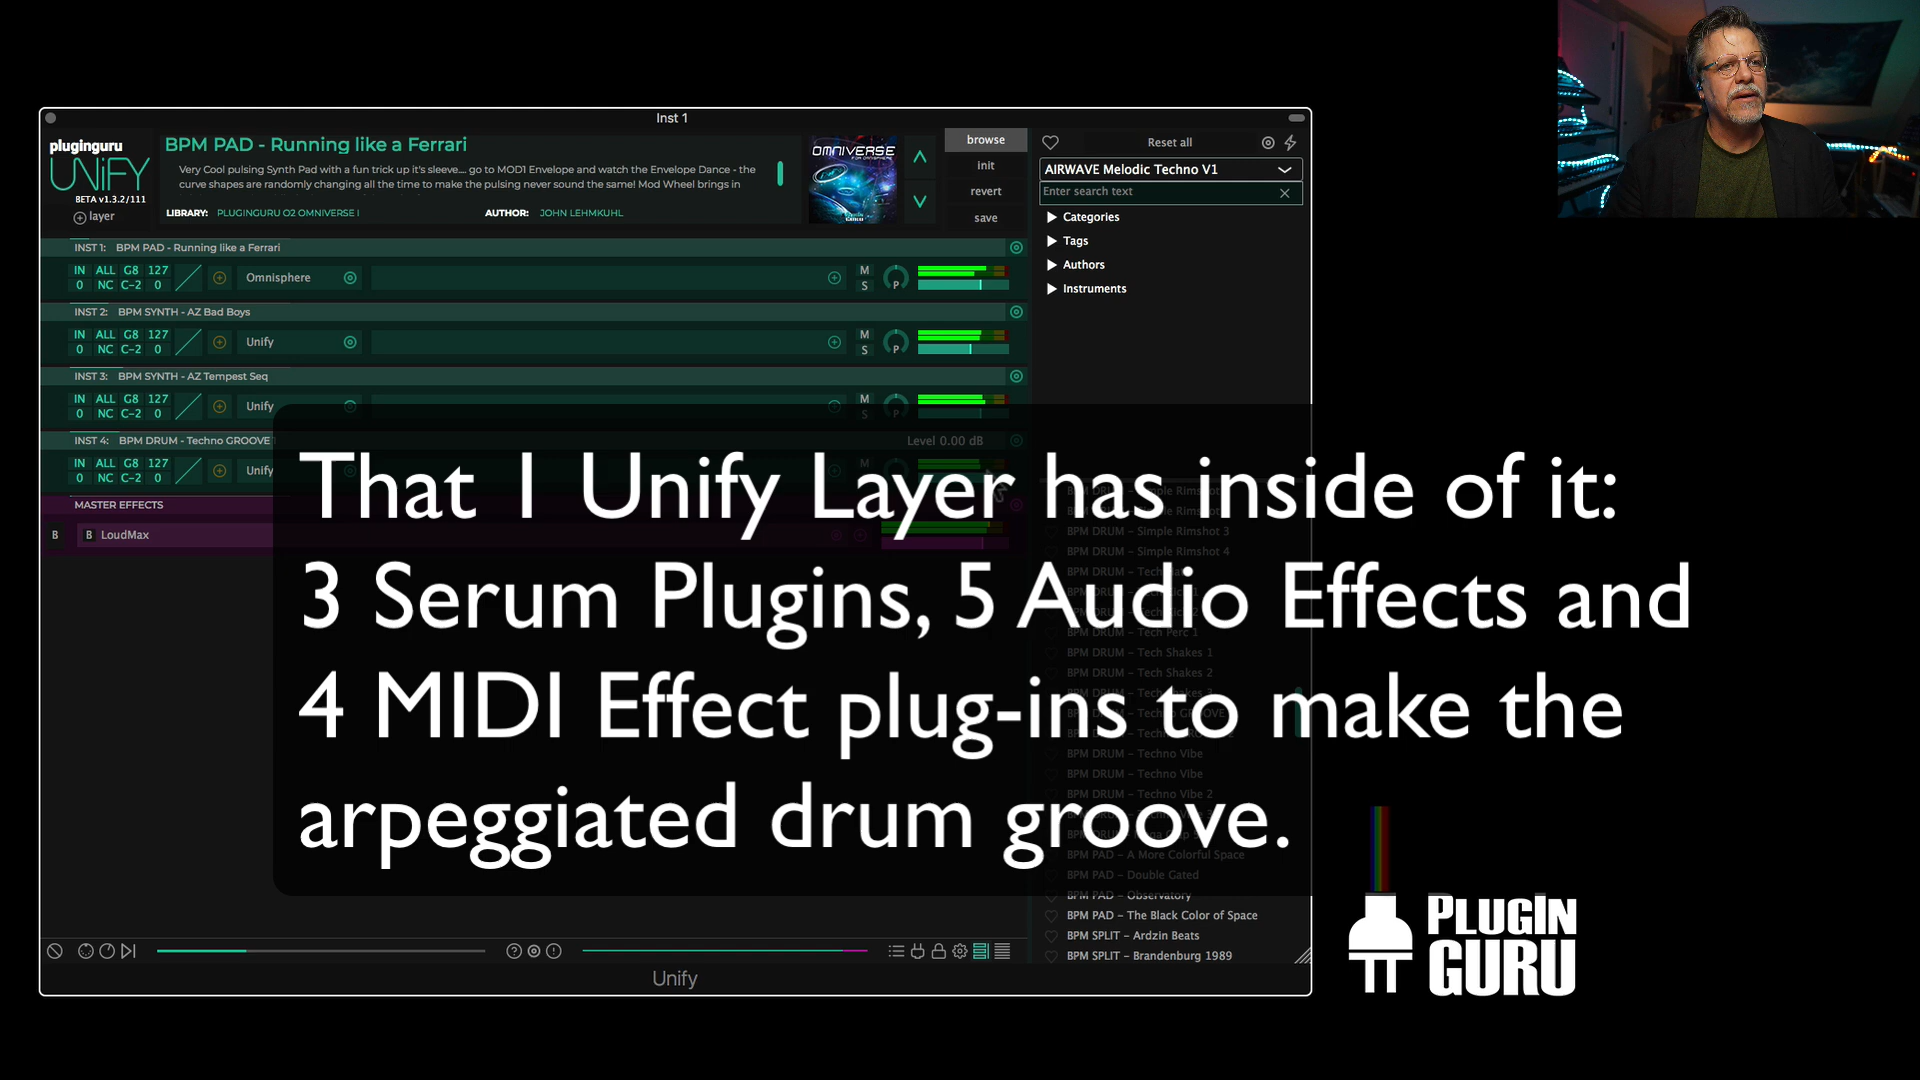 Inst 1
pluginguru
UNiFY
BETA v1.3.2/111
layer
BPM PAD - Running like a Ferrari
Very Cool pulsing Synth Pad with a fun trick up it's sleeve... go to MOD1 Envelope and watch the Envelope Dance - the
curve shapes are randomly changing all the time to make the pulsing never sound the same! Mod Wheel brings in
LIBRARY: PLUGINGURU O2 OMNIVERSE I
AUTHOR: JOHN LEHMKUHL
OMNIVERSE
browse
init
revert
save
Reset all
AIRWAVE Melodic Techno V1
Enter search text
Categories
Tags
Authors
Instruments
INST 1: BPM PAD - Running like a Ferrari
IN ALL G8 127
0 NC C-2 0
Omnisphere
M
S
P
INST 2: BPM SYNTH - AZ Bad Boys
IN ALL G8 127
0 NC C-2 0
Unify
M
S
P
INST 3: BPM SYNTH - AZ Tempest Seq
IN ALL G8 127
0 NC C-2 0
Unify
M
S
P
INST 4: BPM DRUM - Techno GROOVE
Level 0.00 dB
IN ALL G8 127
0 NC C-2 0
Unify
M
MASTER EFFECTS
B B LoudMax
That 1 Unify Layer has inside of it:
3 Serum Plugins, 5 Audio Effects and
4 MIDI Effect plug-ins to make the
arpeggiated drum groove.
BPM DRUM - Simple Rimshot 3
BPM DRUM - Simple Rimshot 4
BPM DRUM - Tech Perc 1
BPM DRUM - Tech Shakes 1
BPM DRUM - Tech Shakes 2
BPM DRUM - Techno Vibe
BPM DRUM - Techno Vibe
BPM DRUM - Techno Vibe 2
BPM PAD - A More Colorful Space
BPM PAD - Double Gated
BPM PAD - Observatory
BPM PAD - The Black Color of Space
BPM SPLIT - Ardzin Beats
BPM SPLIT - Brandenburg 1989
Unify
PLUGIN
GURU